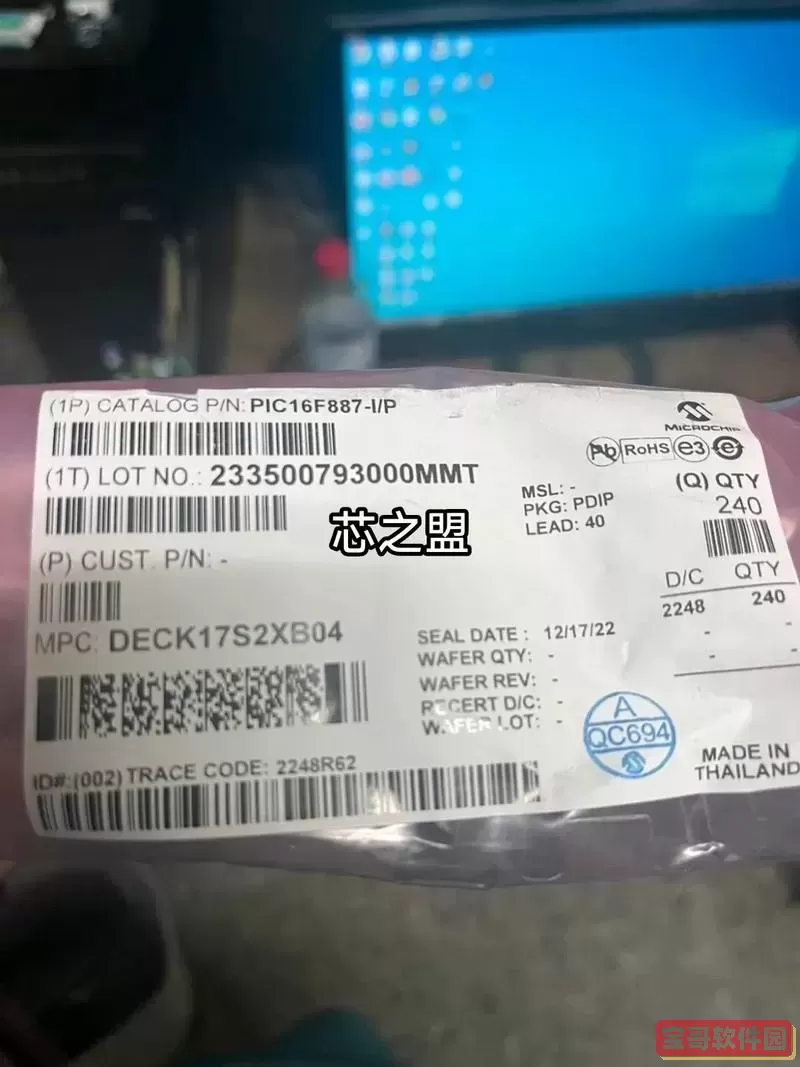 (1P) CATALOG P/N: PIC16F887-I/P
MICROCHIP
Pb RoHS e3 e
(1T) LOT NO.: 233500793000MMT
MSL: -
PKG: PDIP
LEAD: 40
(Q) QTY
240
芯之盟
(P) CUST. P/N: -
D/C QTY
2248 240
- -
- -
MPC: DECK17S2XB04
SEAL DATE : 12/17/22
WAFER QTY: -
WAFER REV: -
RECERT D/C: -
WAFER LOT: -
A
QC694
MADE IN
THAILAND
ID#:(002) TRACE CODE: 2248R62
宝哥软件园